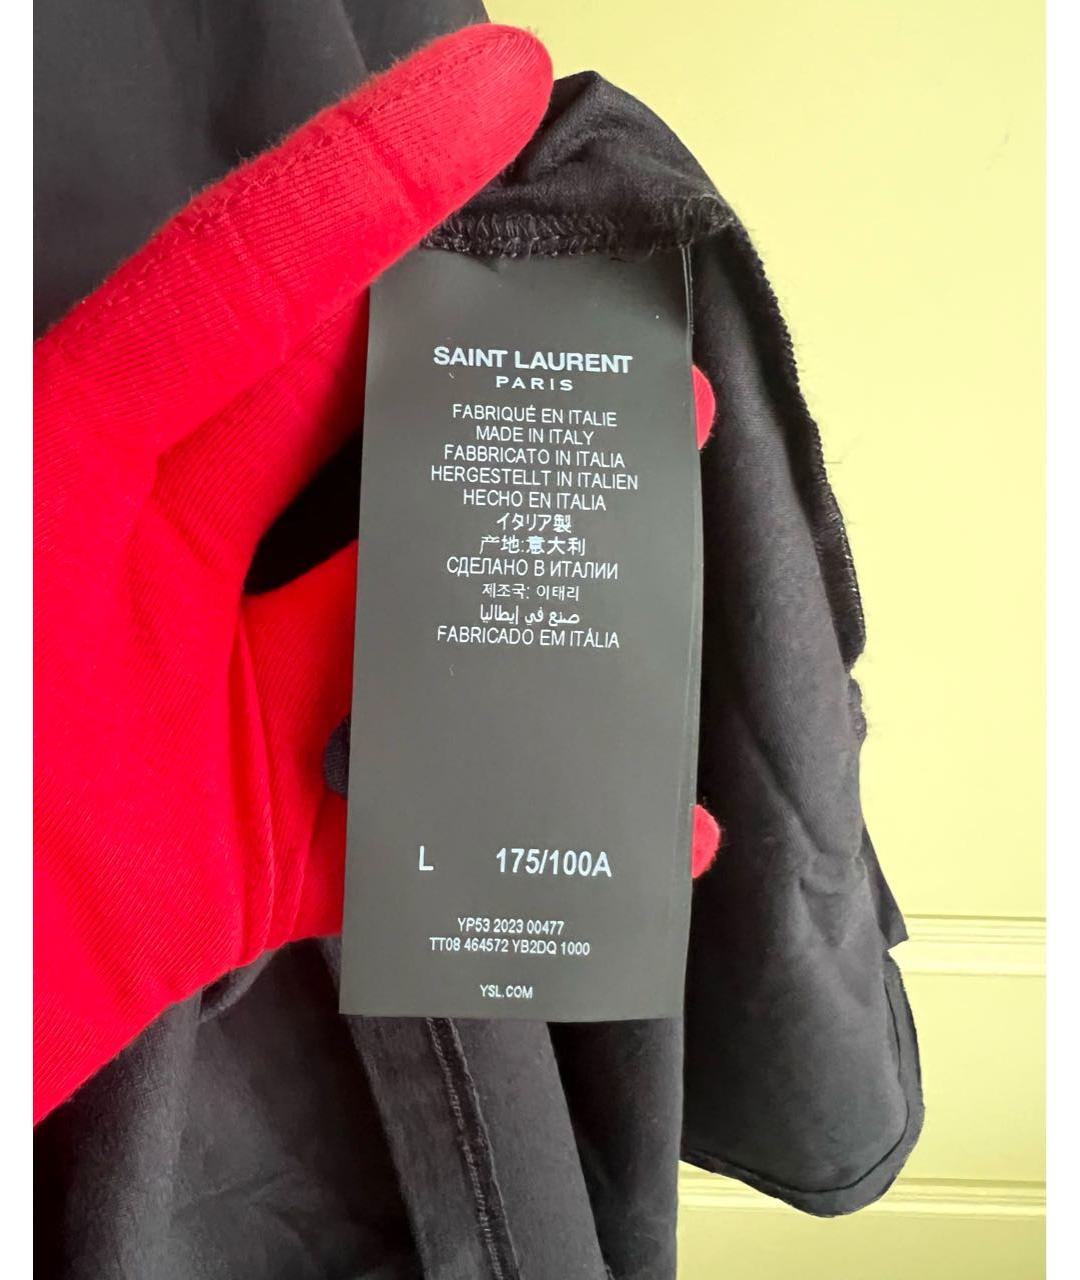 SAINT LAURENT
PARIS
FABRIQUÉ EN ITALIE
MADE IN ITALY
FABBRICATO IN ITALIA
HERGESTELLT IN ITALIEN
HECHO EN ITALIA
イタリア製
产地:意大利
СДЕЛАНО В ИТАЛИИ
제조국: 이태리
صنع في إيطاليا
FABRICADO EM ITÁLIA
L 175/100A
YP53 2023 00477
TT08 464572 YB2DQ 1000
YSL.COM